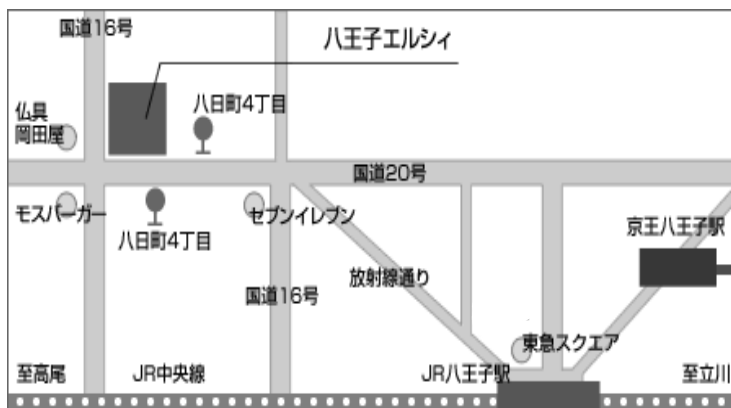 国道16号
八王子エルシィ
八日町4丁目
仏具
岡田屋
国道20号
モスバーガー
セブンイレブン
八日町4丁目
京王八王子駅
放射線通り
国道16号
東急スクエア
至高尾
JR中央線
JR八王子駅
至立川